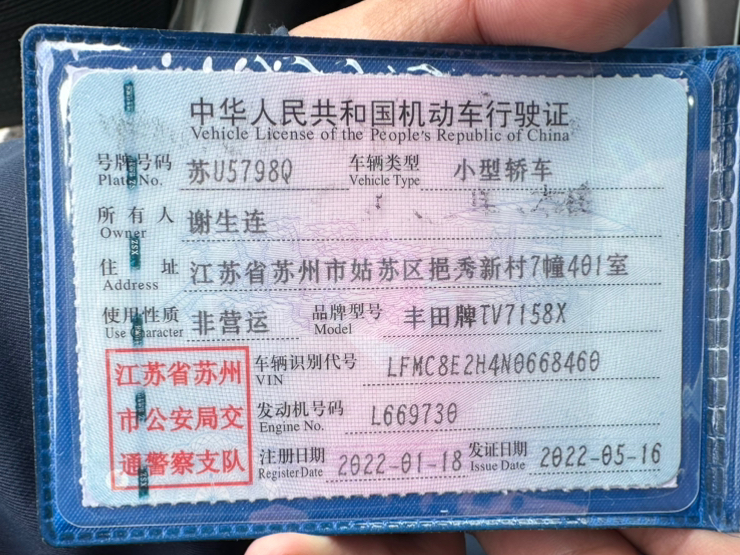 中华人民共和国机动车行驶证
Vehicle License of the People's Republic of China
号牌号码 苏U5798Q 车辆类型 小型轿车
Plate No. Vehicle Type
所有人 谢生连
Owner
住址 江苏省苏州市姑苏区挹秀新村7幢401室
Address
使用性质 非营运 品牌型号 丰田牌TV7158X
Use Character Model
江苏省苏州
市公安局交
通警察支队
车辆识别代号 LFMC8E2H4N0668460
VIN
发动机号码 L669730
Engine No.
注册日期 2022-01-18 发证日期 2022-05-16
Register Date Issue Date